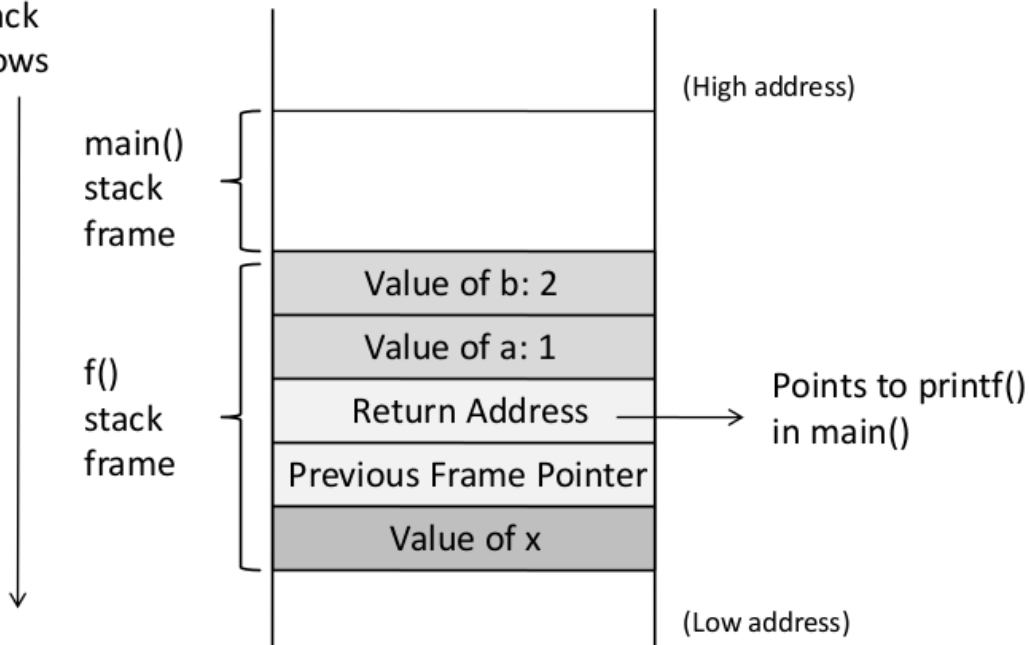 ows
(High address)
main()
stack
frame
Value of b: 2
Value of a: 1
f()
stack
frame
Return Address
Points to printf()
in main()
Previous Frame Pointer
Value of x
(Low address)